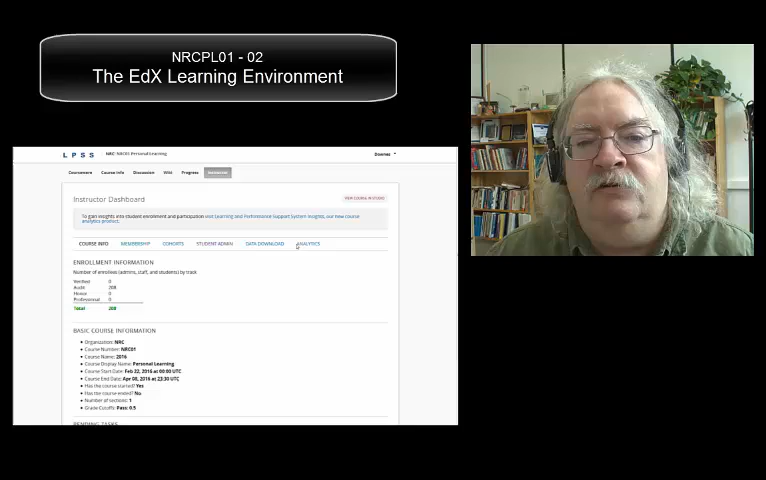 NRCPL01 - 02
The EdX Learning Environment
LPSS NRC: NRC01 Personal Learning Downes
Courseware Course Info Discussion Wiki Progress Instructor
Instructor Dashboard VIEW COURSE IN STUDIO
To gain insights into student enrollment and participation visit Learning and Performance Support System Insights, our new course
analytics product.
COURSE INFO MEMBERSHIP COHORTS STUDENT ADMIN DATA DOWNLOAD ANALYTICS
ENROLLMENT INFORMATION
Number of enrollees (admins, staff, and students) by track
Verified 0
Audit 208
Honor 0
Professional 0
Total 208
BASIC COURSE INFORMATION
Organization: NRC
Course Number: NRC01
Course Name: 2016
Course Display Name: Personal Learning
Course Start Date: Feb 22, 2016 at 00:00 UTC
Course End Date: Apr 08, 2016 at 23:30 UTC
Has the course started? Yes
Has the course ended? No
Number of sections: 1
Grade Cutoffs: Pass: 0.5
PENDING TASKS